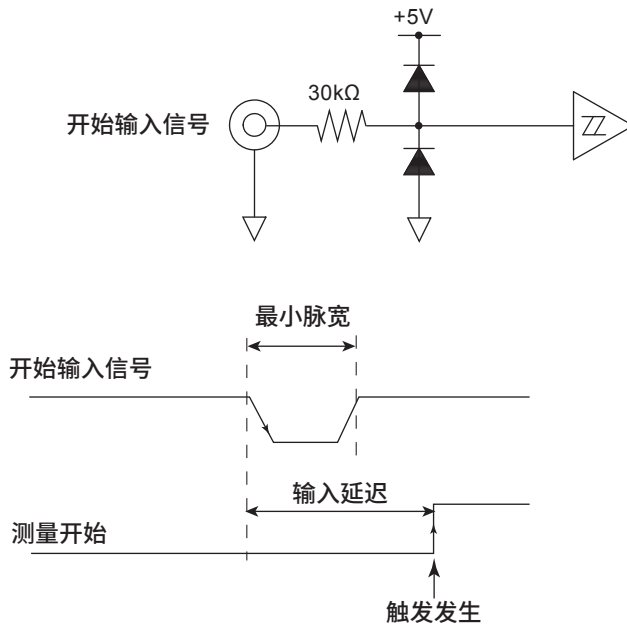 +5V
30kΩ
开始输入信号
最小脉宽
开始输入信号
输入延迟
测量开始
触发发生